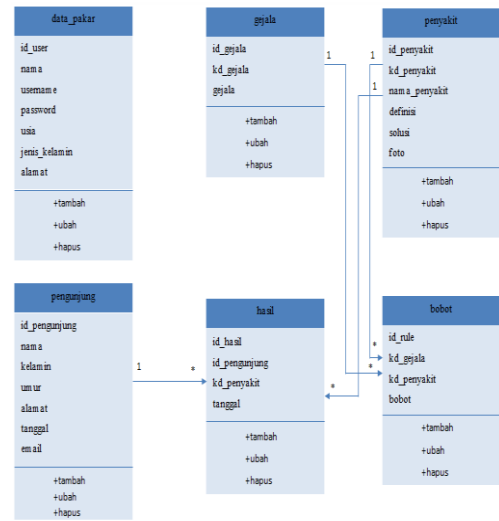 data_pakar
id_user
nama
username
password
usia
jenis_kelamin
alamat
+tambah
+ubah
+hapus
gejala
id_gejala
kd_gejala
gejala
+tambah
+ubah
+hapus
penyakit
id_penyakit
kd_penyakit
nama_penyakit
definisi
solusi
foto
+tambah
+ubah
+hapus
1
1
1
pengunjung
id_pengunjung
nama
kelamin
umur
alamat
tanggal
email
+tambah
+ubah
+hapus
1
*
hasil
id_hasil
id_pengunjung
kd_penyakit
tanggal
+tambah
+ubah
+hapus
*
*
*
bobot
id_rule
kd_gejala
kd_penyakit
bobot
+tambah
+ubah
+hapus